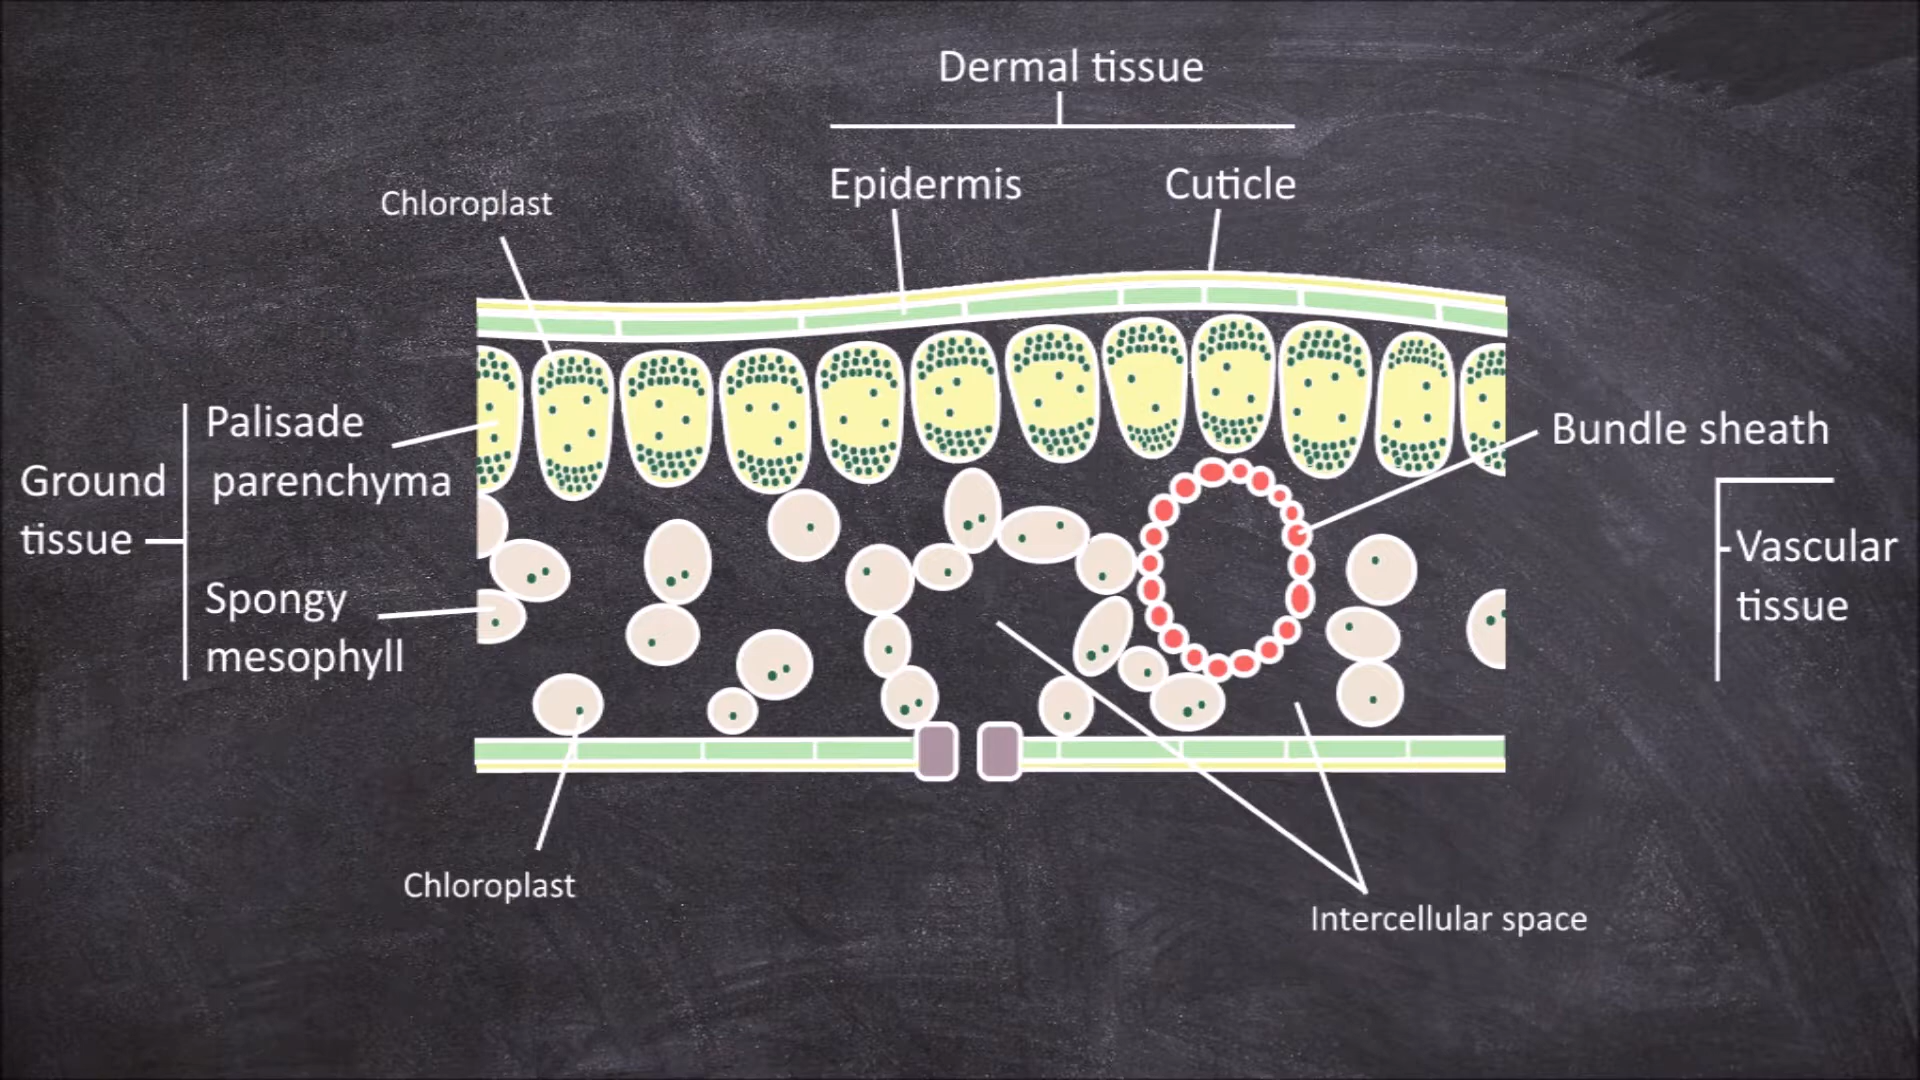 Dermal tissue
Epidermis
Cuticle
Chloroplast
Palisade
parenchyma
Ground
tissue
Spongy
mesophyll
Bundle sheath
Vascular
tissue
Chloroplast
Intercellular space